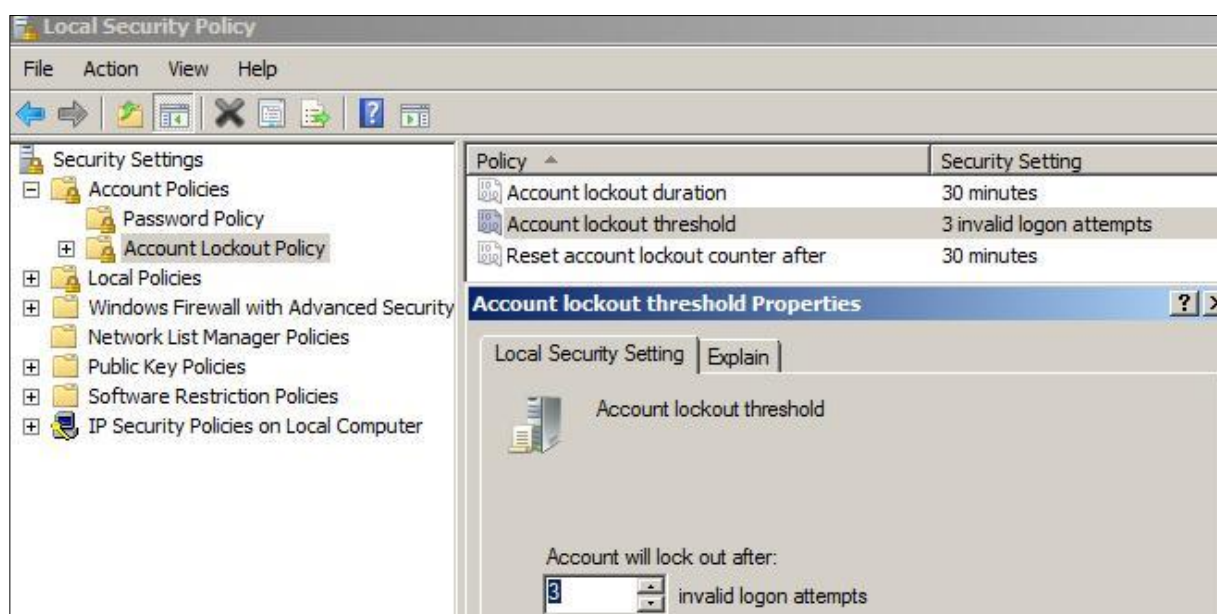 Local Security Policy
File Action View Help
Security Settings
Account Policies
Password Policy
Account Lockout Policy
Local Policies
Windows Firewall with Advanced Security
Network List Manager Policies
Public Key Policies
Software Restriction Policies
IP Security Policies on Local Computer
Policy Security Setting
Account lockout duration 30 minutes
Account lockout threshold 3 invalid logon attempts
Reset account lockout counter after 30 minutes
Account lockout threshold Properties
Local Security Setting Explain
Account lockout threshold
Account will lock out after:
3 invalid logon attempts